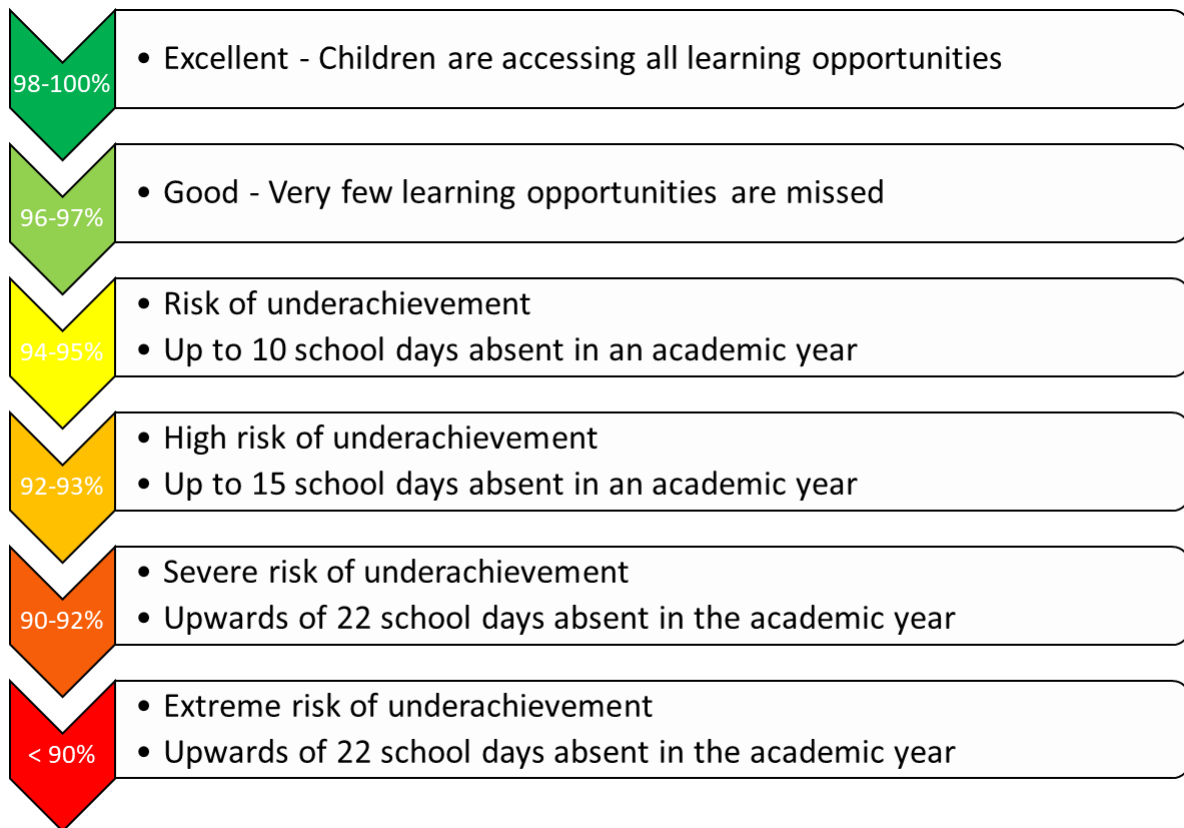 98-100%
• Excellent - Children are accessing all learning opportunities
96-97%
• Good - Very few learning opportunities are missed
94-95%
• Risk of underachievement
• Up to 10 school days absent in an academic year
92-93%
• High risk of underachievement
• Up to 15 school days absent in an academic year
90-92%
• Severe risk of underachievement
• Upwards of 22 school days absent in the academic year
< 90%
• Extreme risk of underachievement
• Upwards of 22 school days absent in the academic year